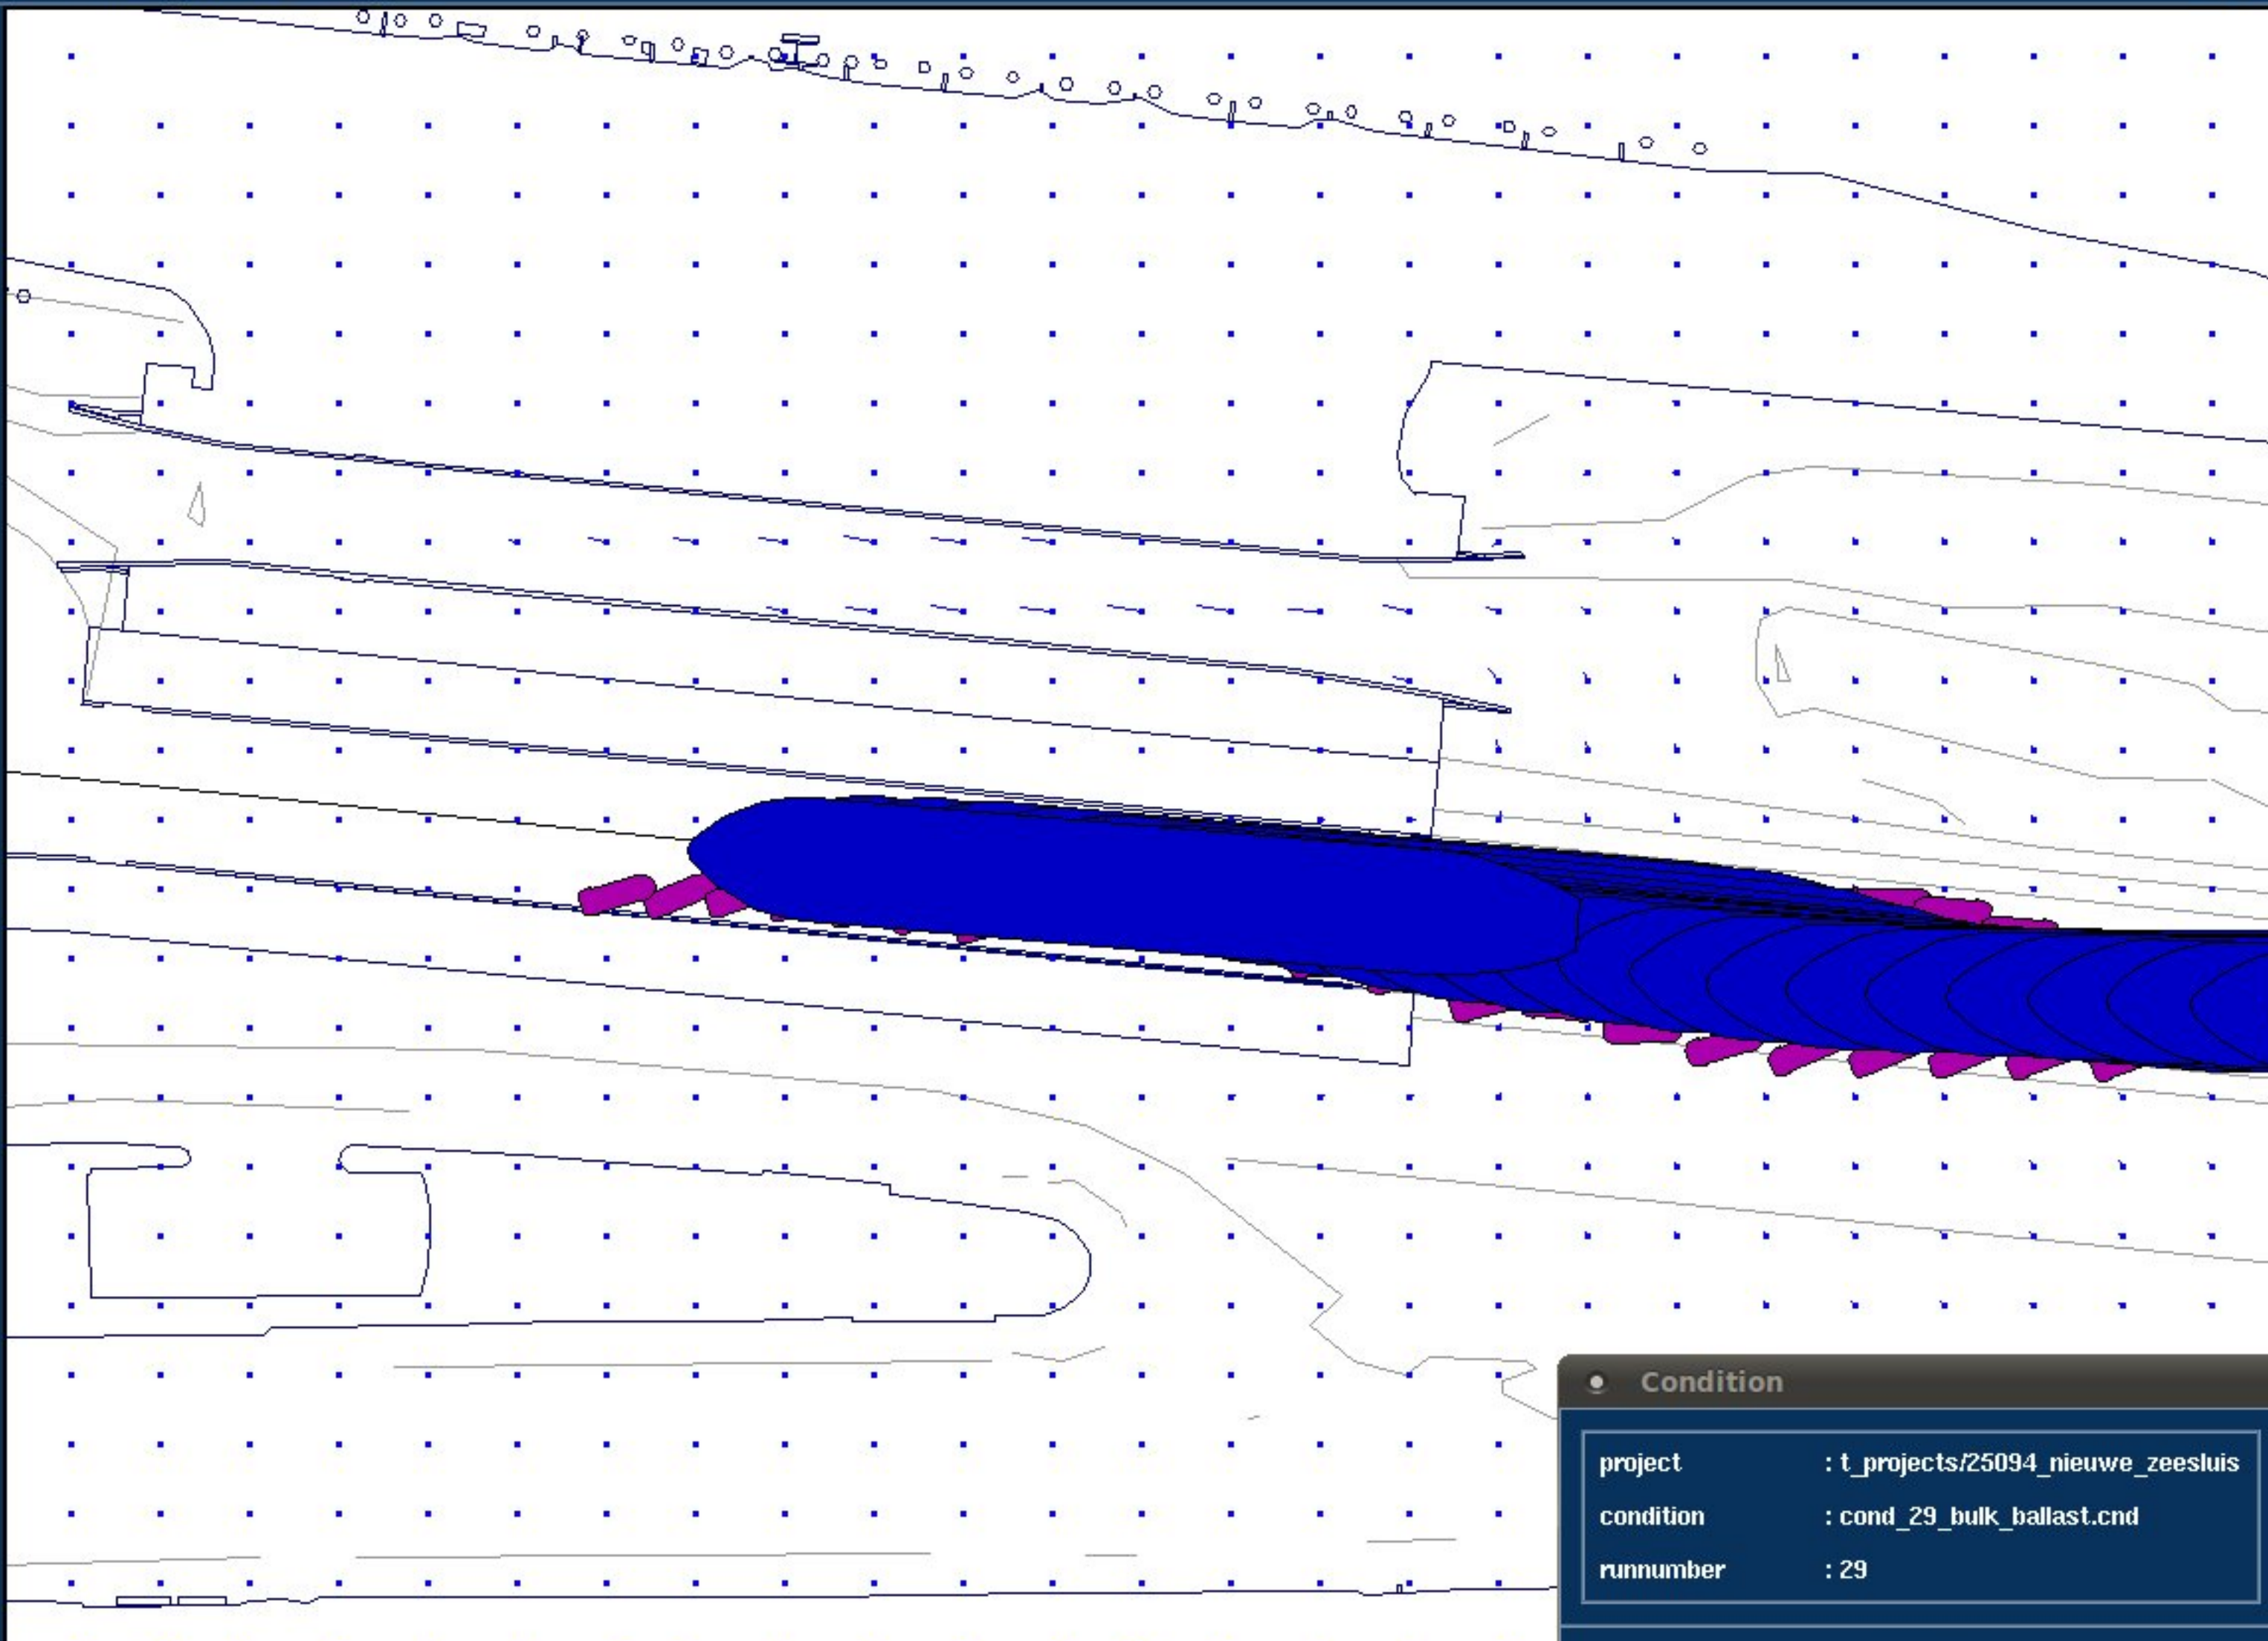 Condition
project : t_projects/25094_nieuwe_zeesluis
condition : cond_29_bulk_ballast.cnd
runnumber : 29